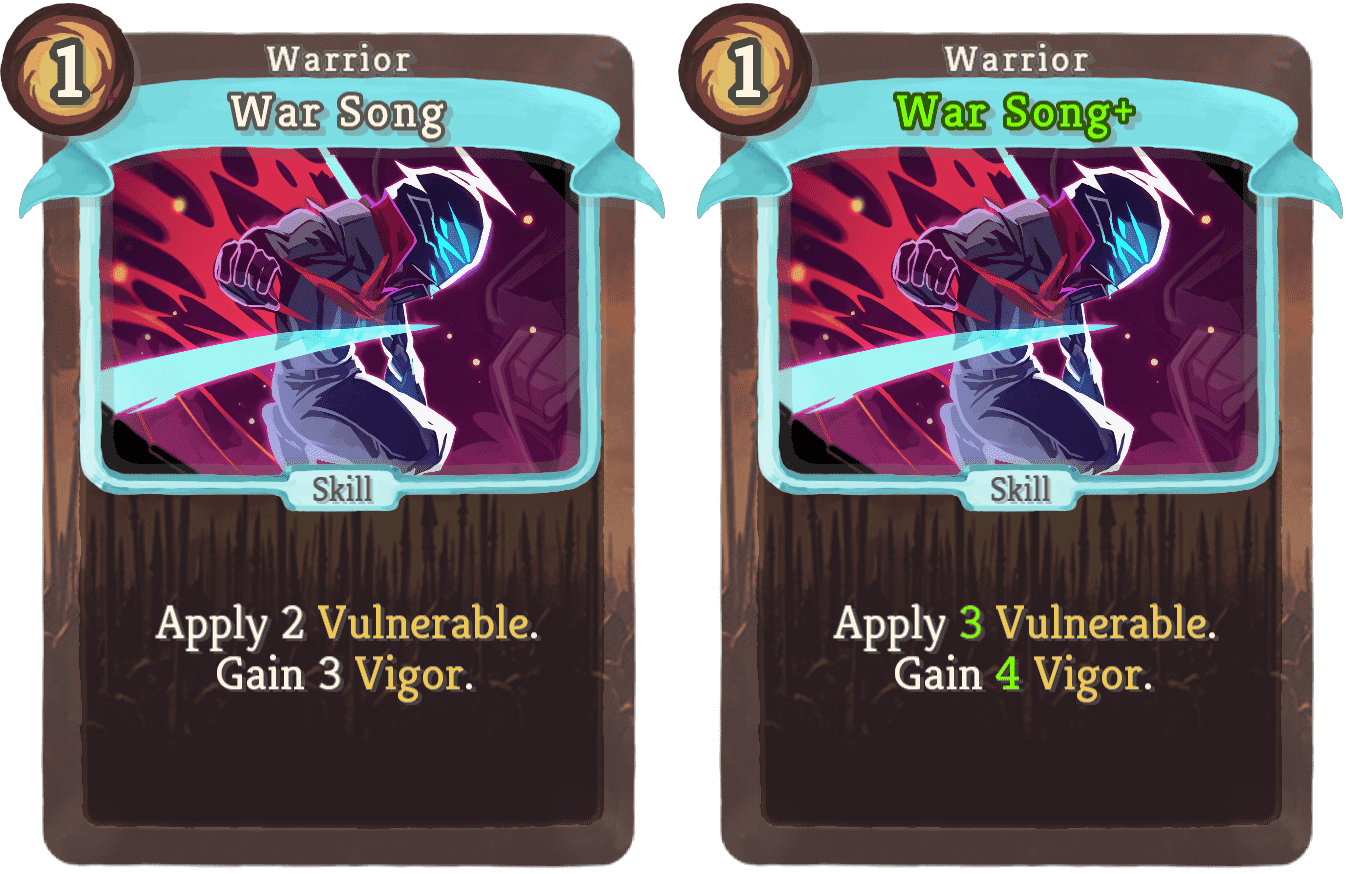 1
Warrior
War Song
Skill
Apply 2 Vulnerable.
Gain 3 Vigor.
1
Warrior
War Song+
Skill
Apply 3 Vulnerable.
Gain 4 Vigor.